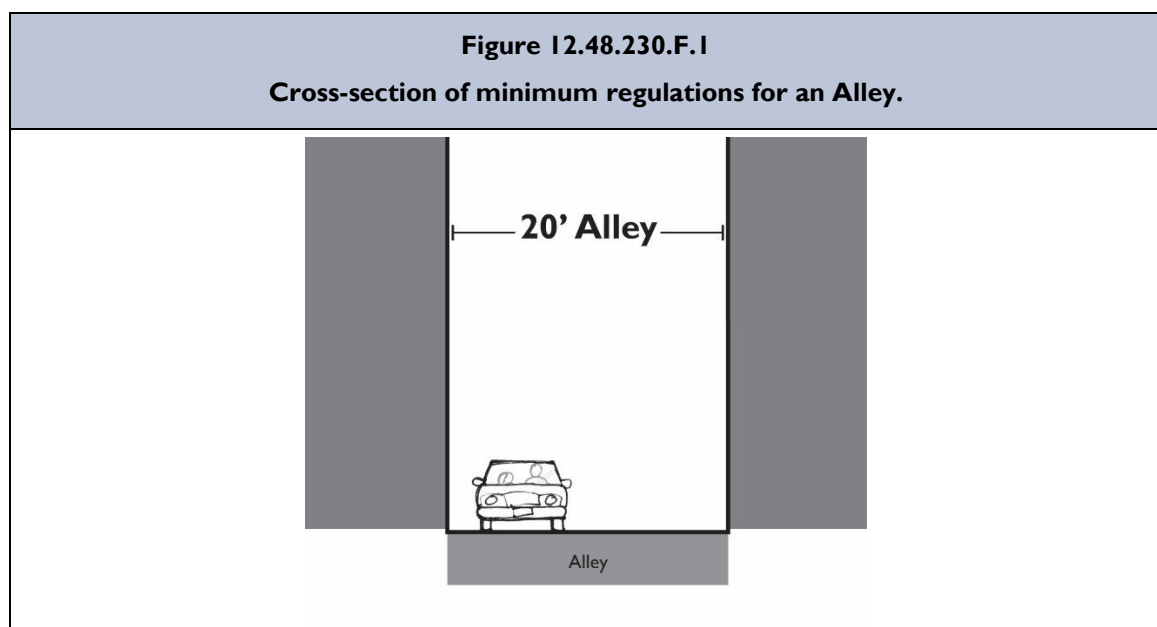 Figure 12.48.230.F.1
Cross-section of minimum regulations for an Alley.
20’ Alley
Alley